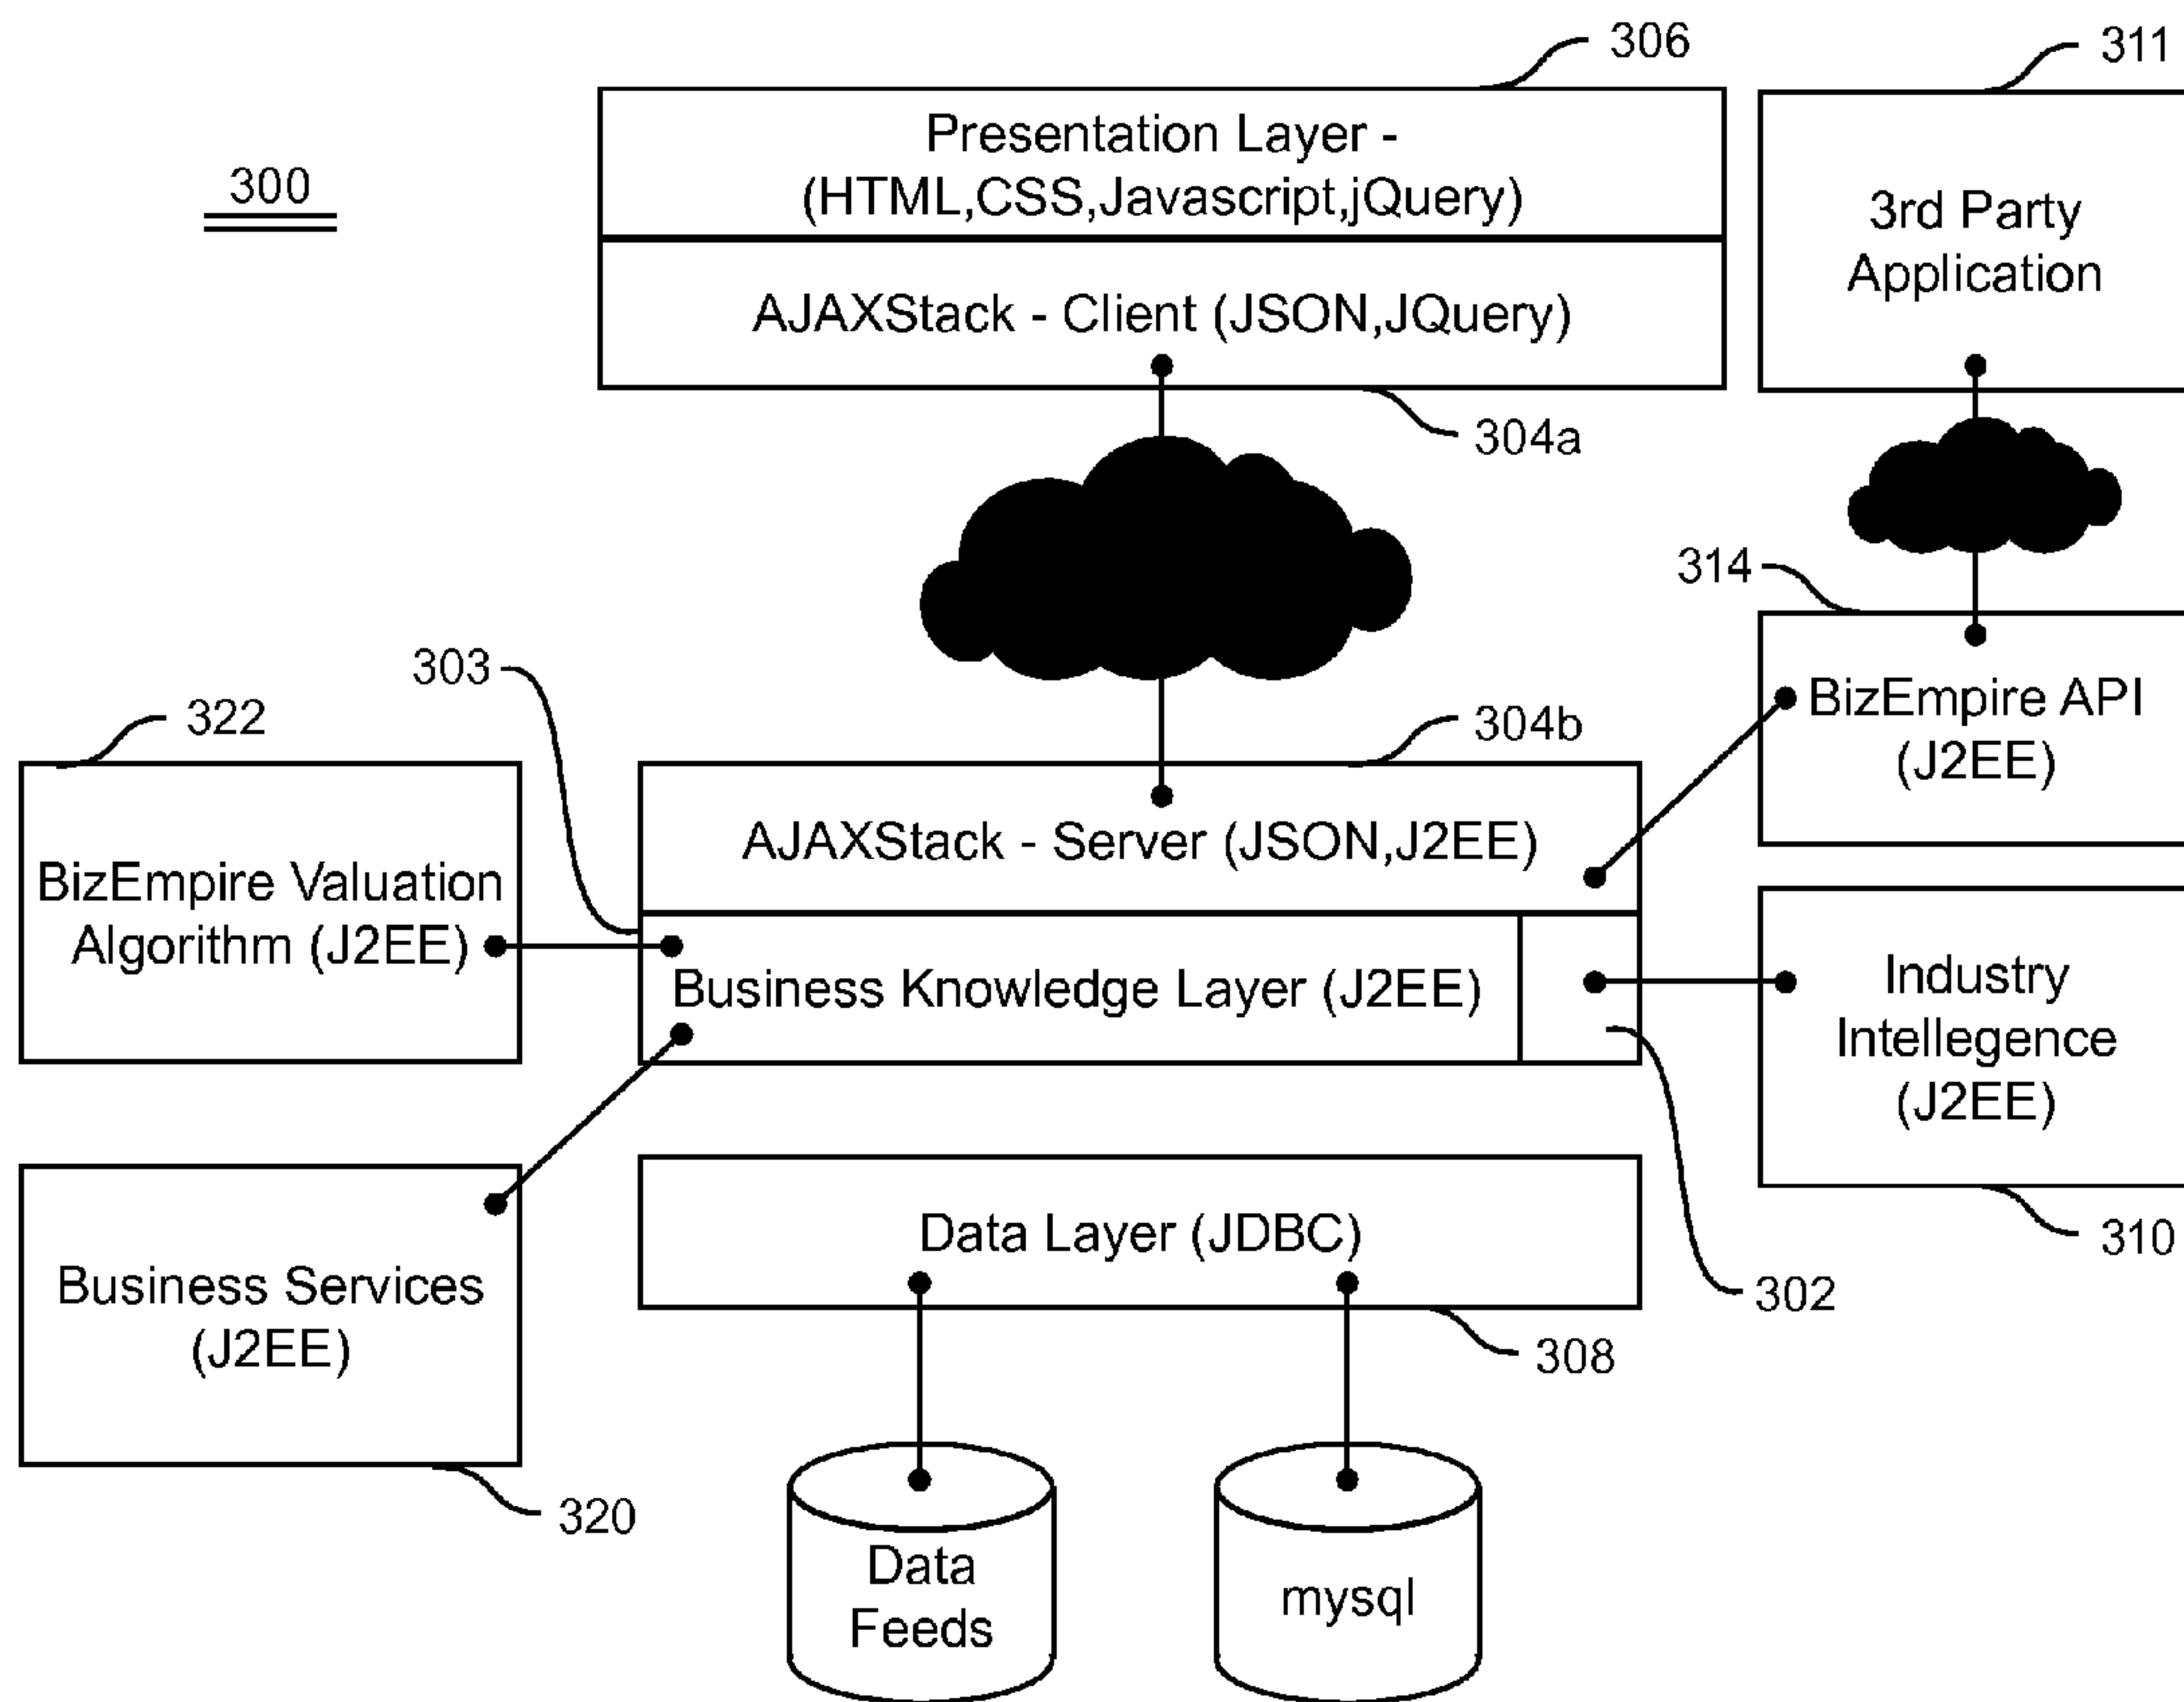 306
311
300
Presentation Layer -
(HTML,CSS,Javascript,jQuery)
3rd Party
Application
AJAXStack - Client (JSON,JQuery)
304a
314
303
322
304b
BizEmpire API
(J2EE)
AJAXStack - Server (JSON,J2EE)
BizEmpire Valuation
Algorithm (J2EE)
Business Knowledge Layer (J2EE)
Industry
Intellegence
(J2EE)
310
302
Data Layer (JDBC)
308
Business Services
(J2EE)
320
Data
Feeds
mysql